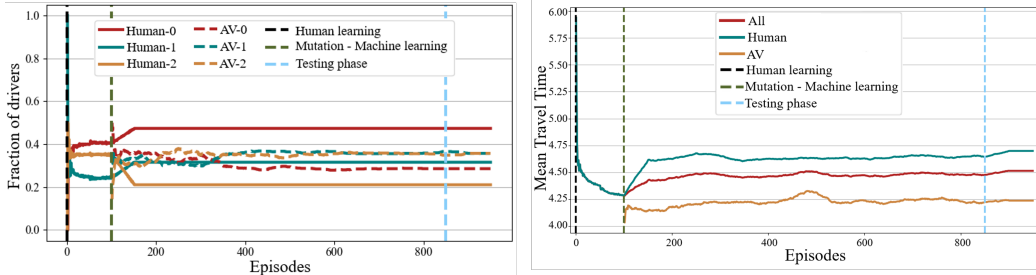 1.0
0.8
0.6
0.4
0.2
0.0
Fraction of drivers
Human-0
Human-1
Human-2
AV-0
AV-1
AV-2
Human learning
Mutation - Machine learning
Testing phase
0
200
400
600
800
Episodes
6.00
5.75
5.50
5.25
5.00
4.75
4.50
4.25
4.00
Mean Travel Time
All
Human
AV
Human learning
Mutation - Machine learning
Testing phase
0
200
400
600
800
Episodes